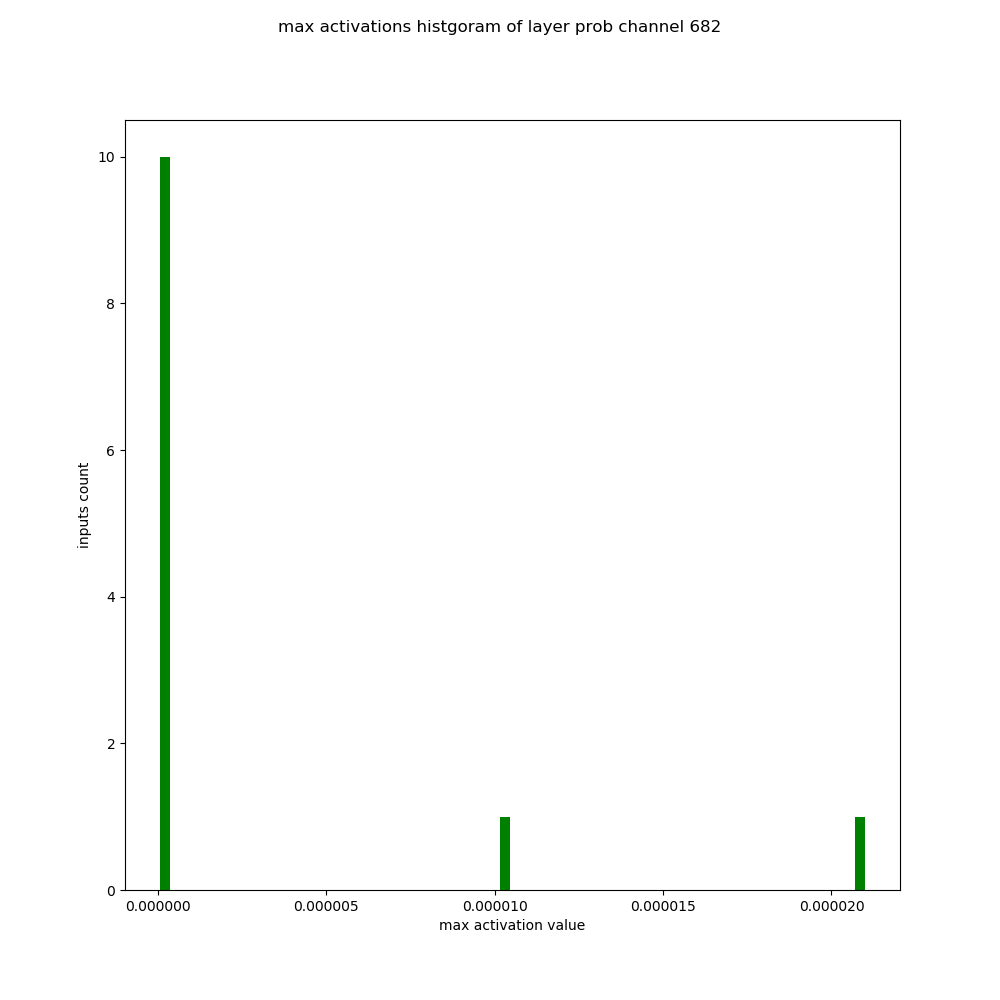 max activations histgoram of layer prob channel 682
10
8
6
4
2
0
inputs count
0.000000 0.000005 0.000010 0.000015 0.000020
max activation value